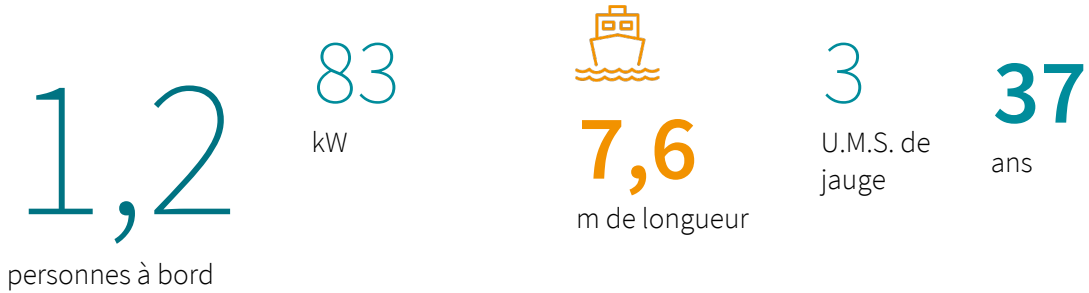 1,2
personnes à bord
83
kW
7,6
m de longueur
3
U.M.S. de
jauge
37
ans